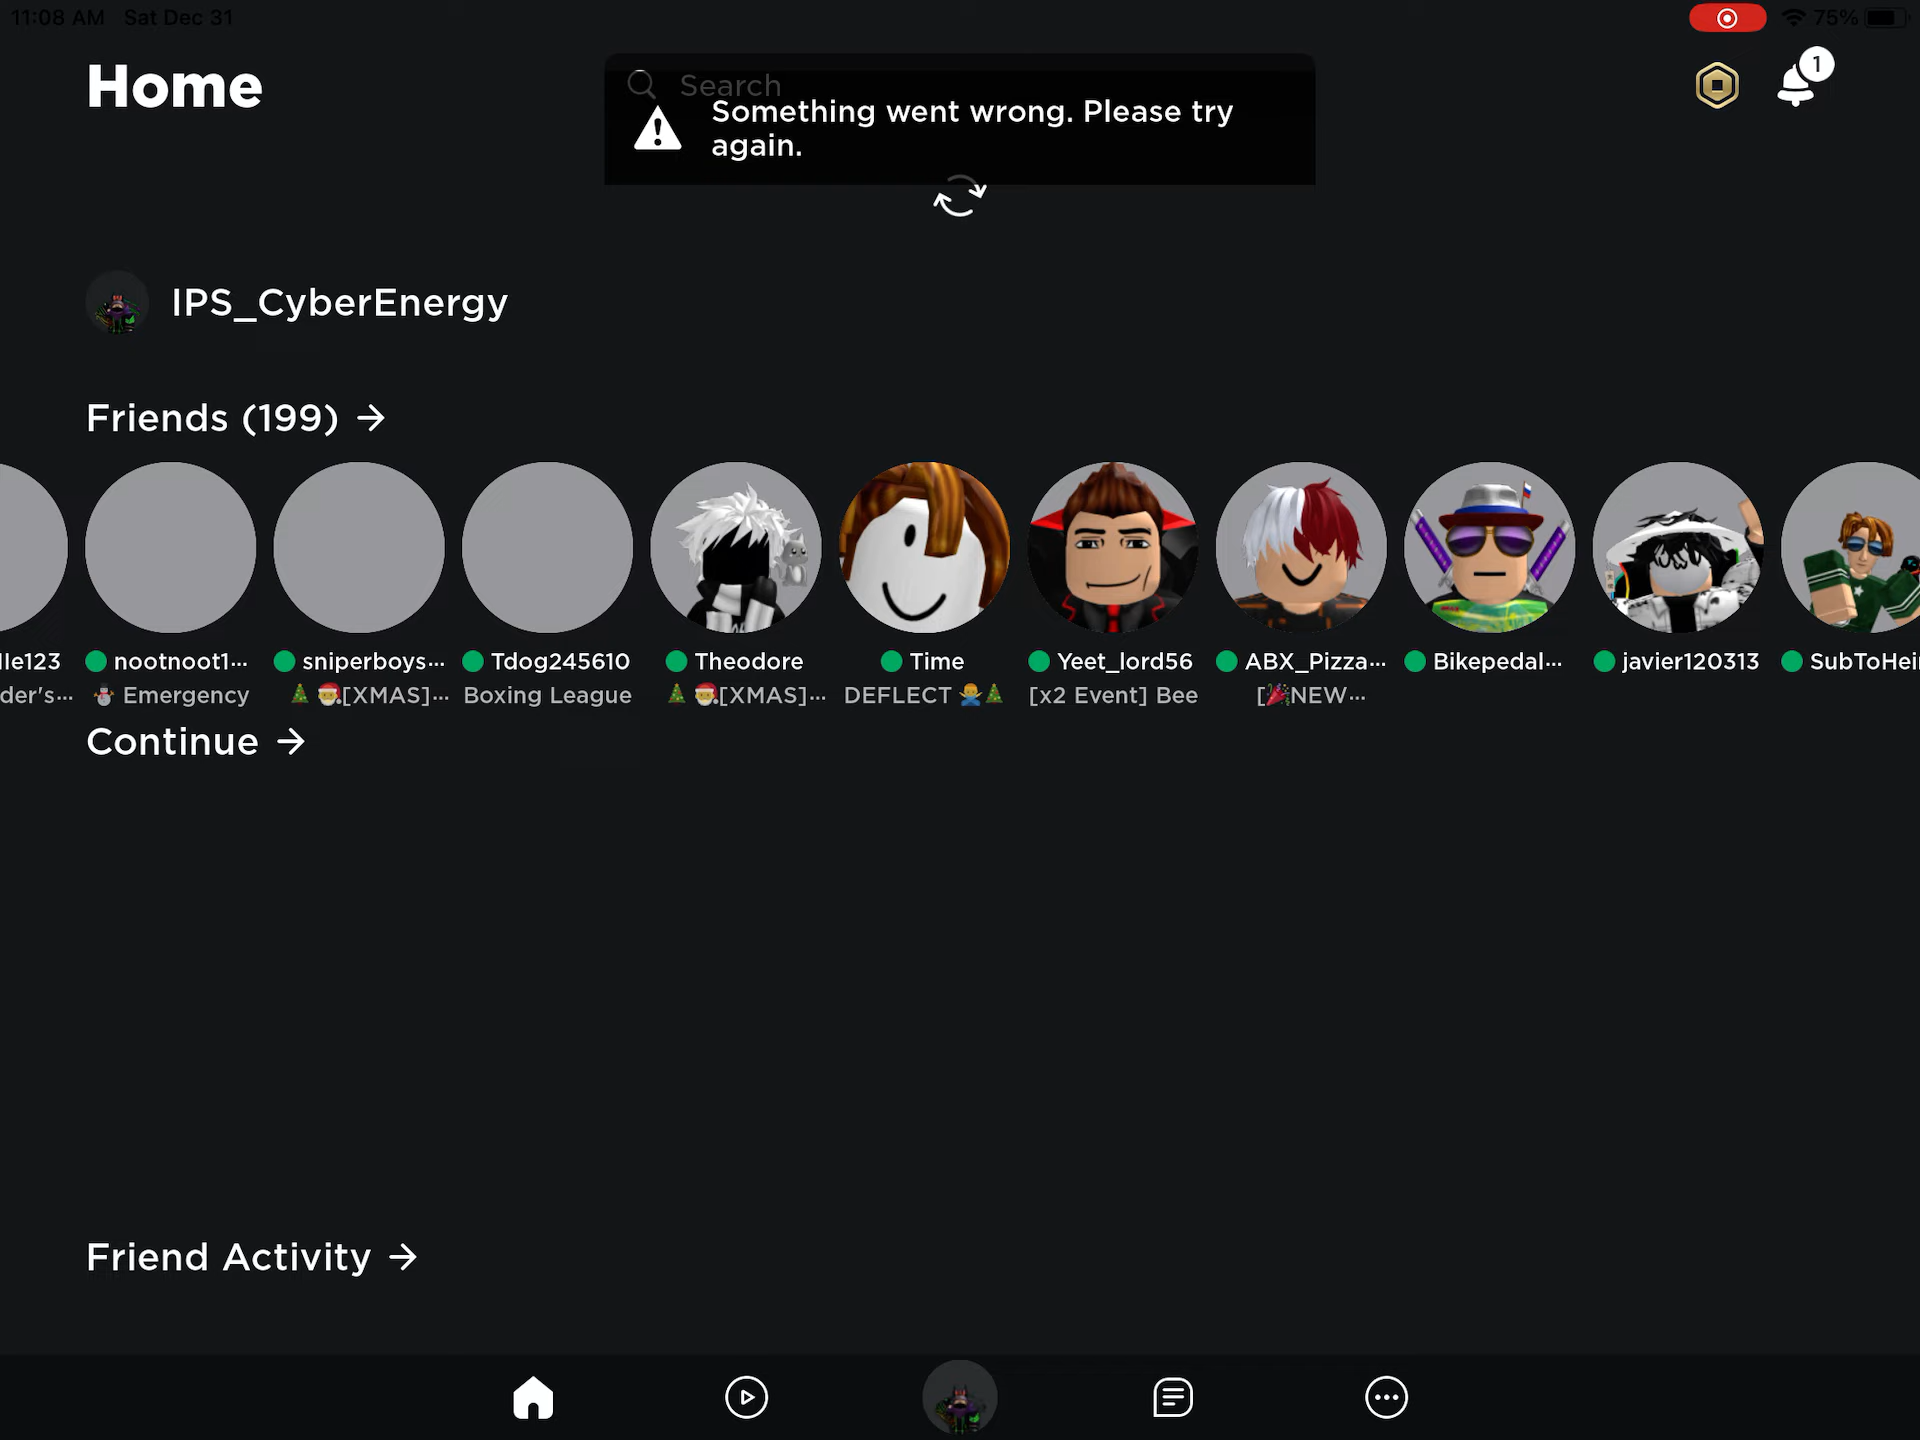 11:08 AM Sat Dec 31
75%
Home
Search
1
Something went wrong. Please try
again.
IPS_CyberEnergy
Friends (199)
lle123 nootnoot1... sniperboys... Tdog245610 Theodore Time Yeet_lord56 ABX_Pizza... Bikepedal... javier120313 SubToHei
der's... Emergency [XMAS]... Boxing League [XMAS]... DEFLECT [x2 Event] Bee [NEW...
Continue
Friend Activity